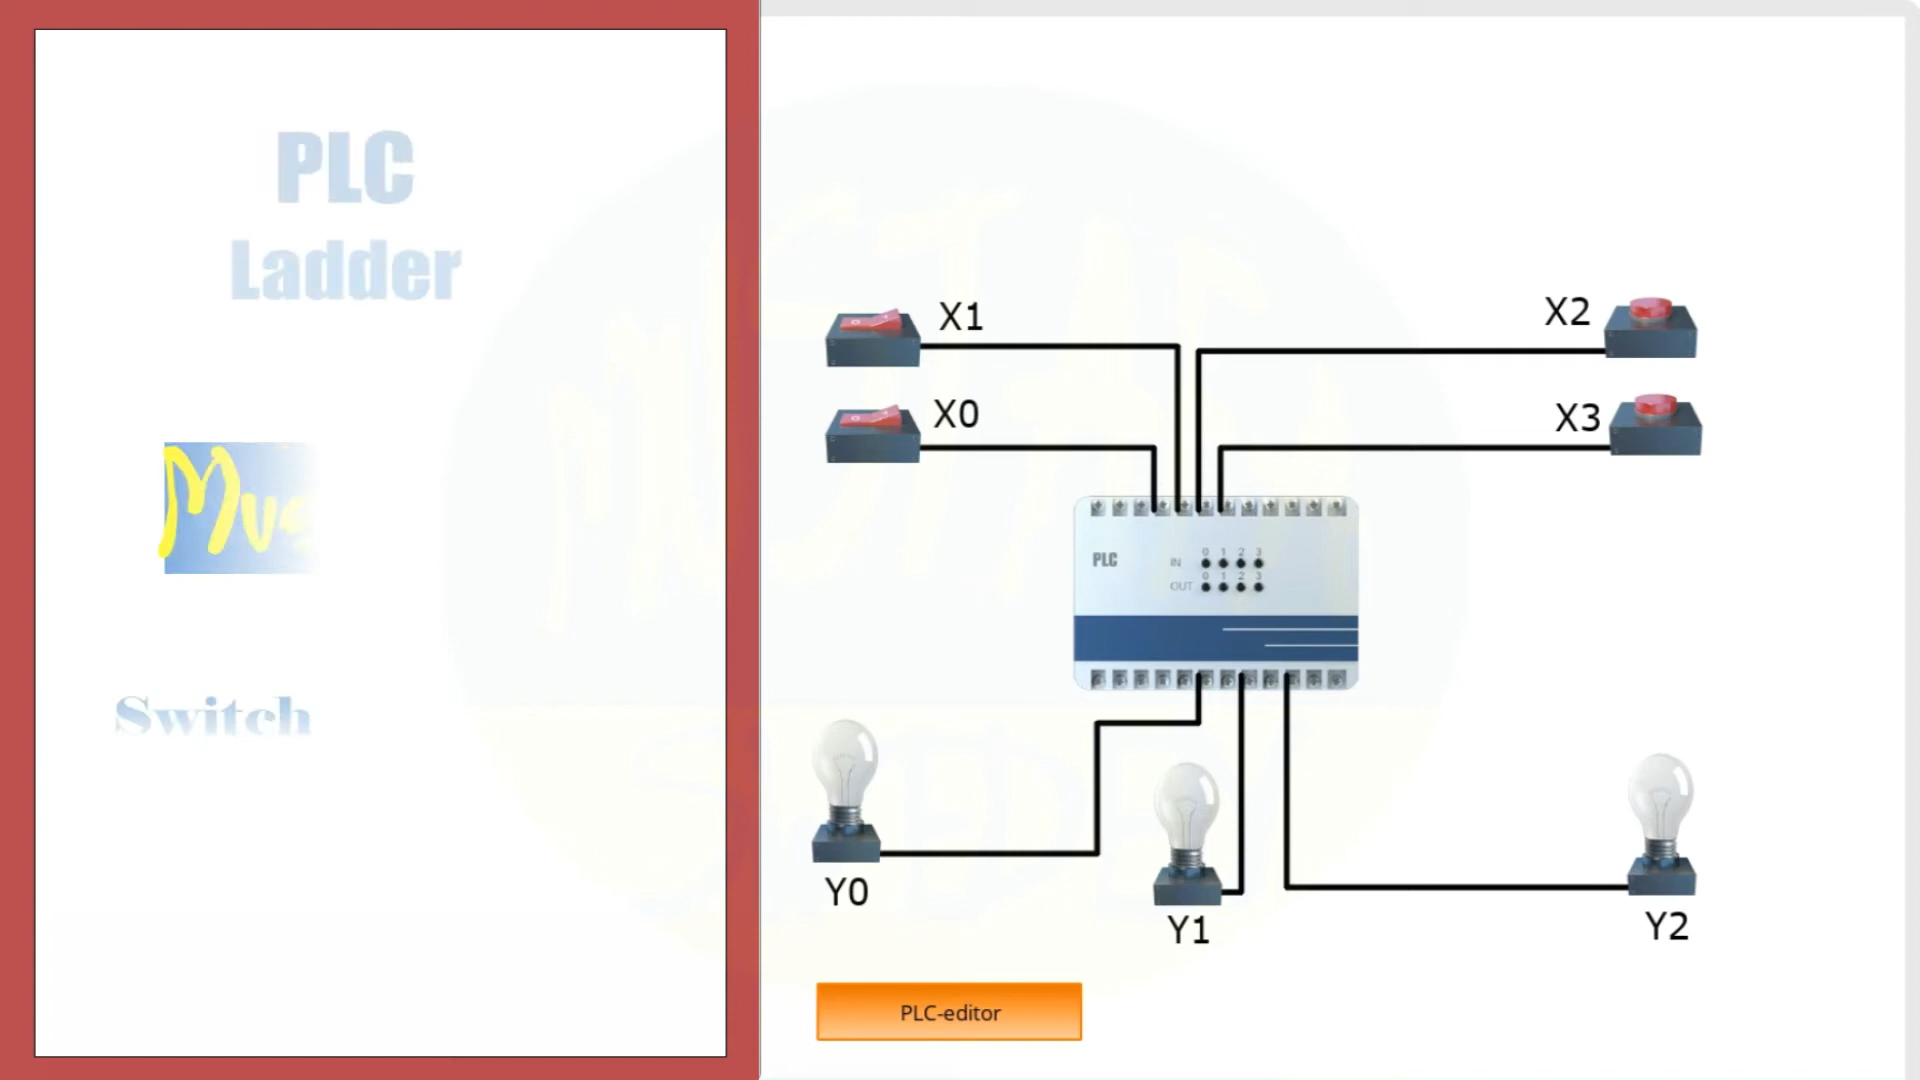 PLC
Ladder
Switch
X1
X2
X0
X3
PLC
0 1 2 3
IN
0 1 2 3
OUT
Y0
Y1
Y2
PLC-editor